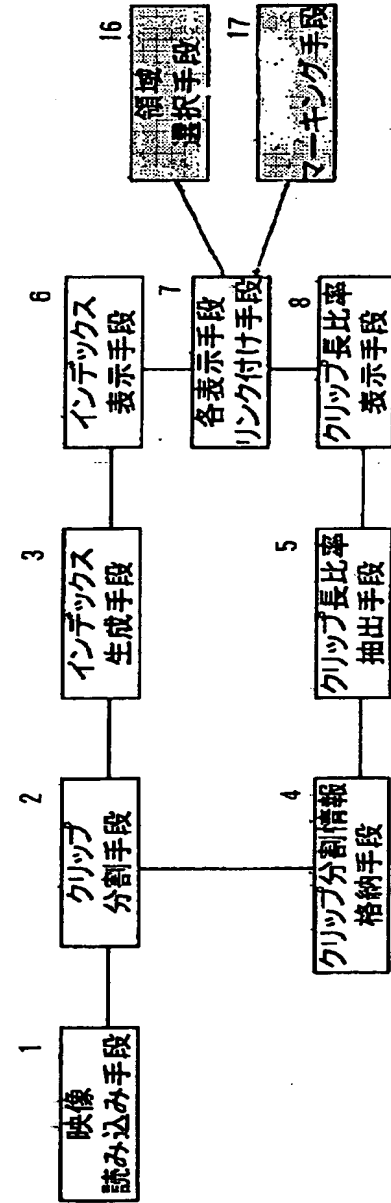 1
映像
読み込み手段
2
クリップ
分割手段
3
インデックス
生成手段
6
インデックス
表示手段
7
各表示手段
リンク付け手段
16
領域
選択手段
17
マーキング手段
4
クリップ分割情報
格納手段
5
クリップ長比率
抽出手段
8
クリップ長比率
表示手段